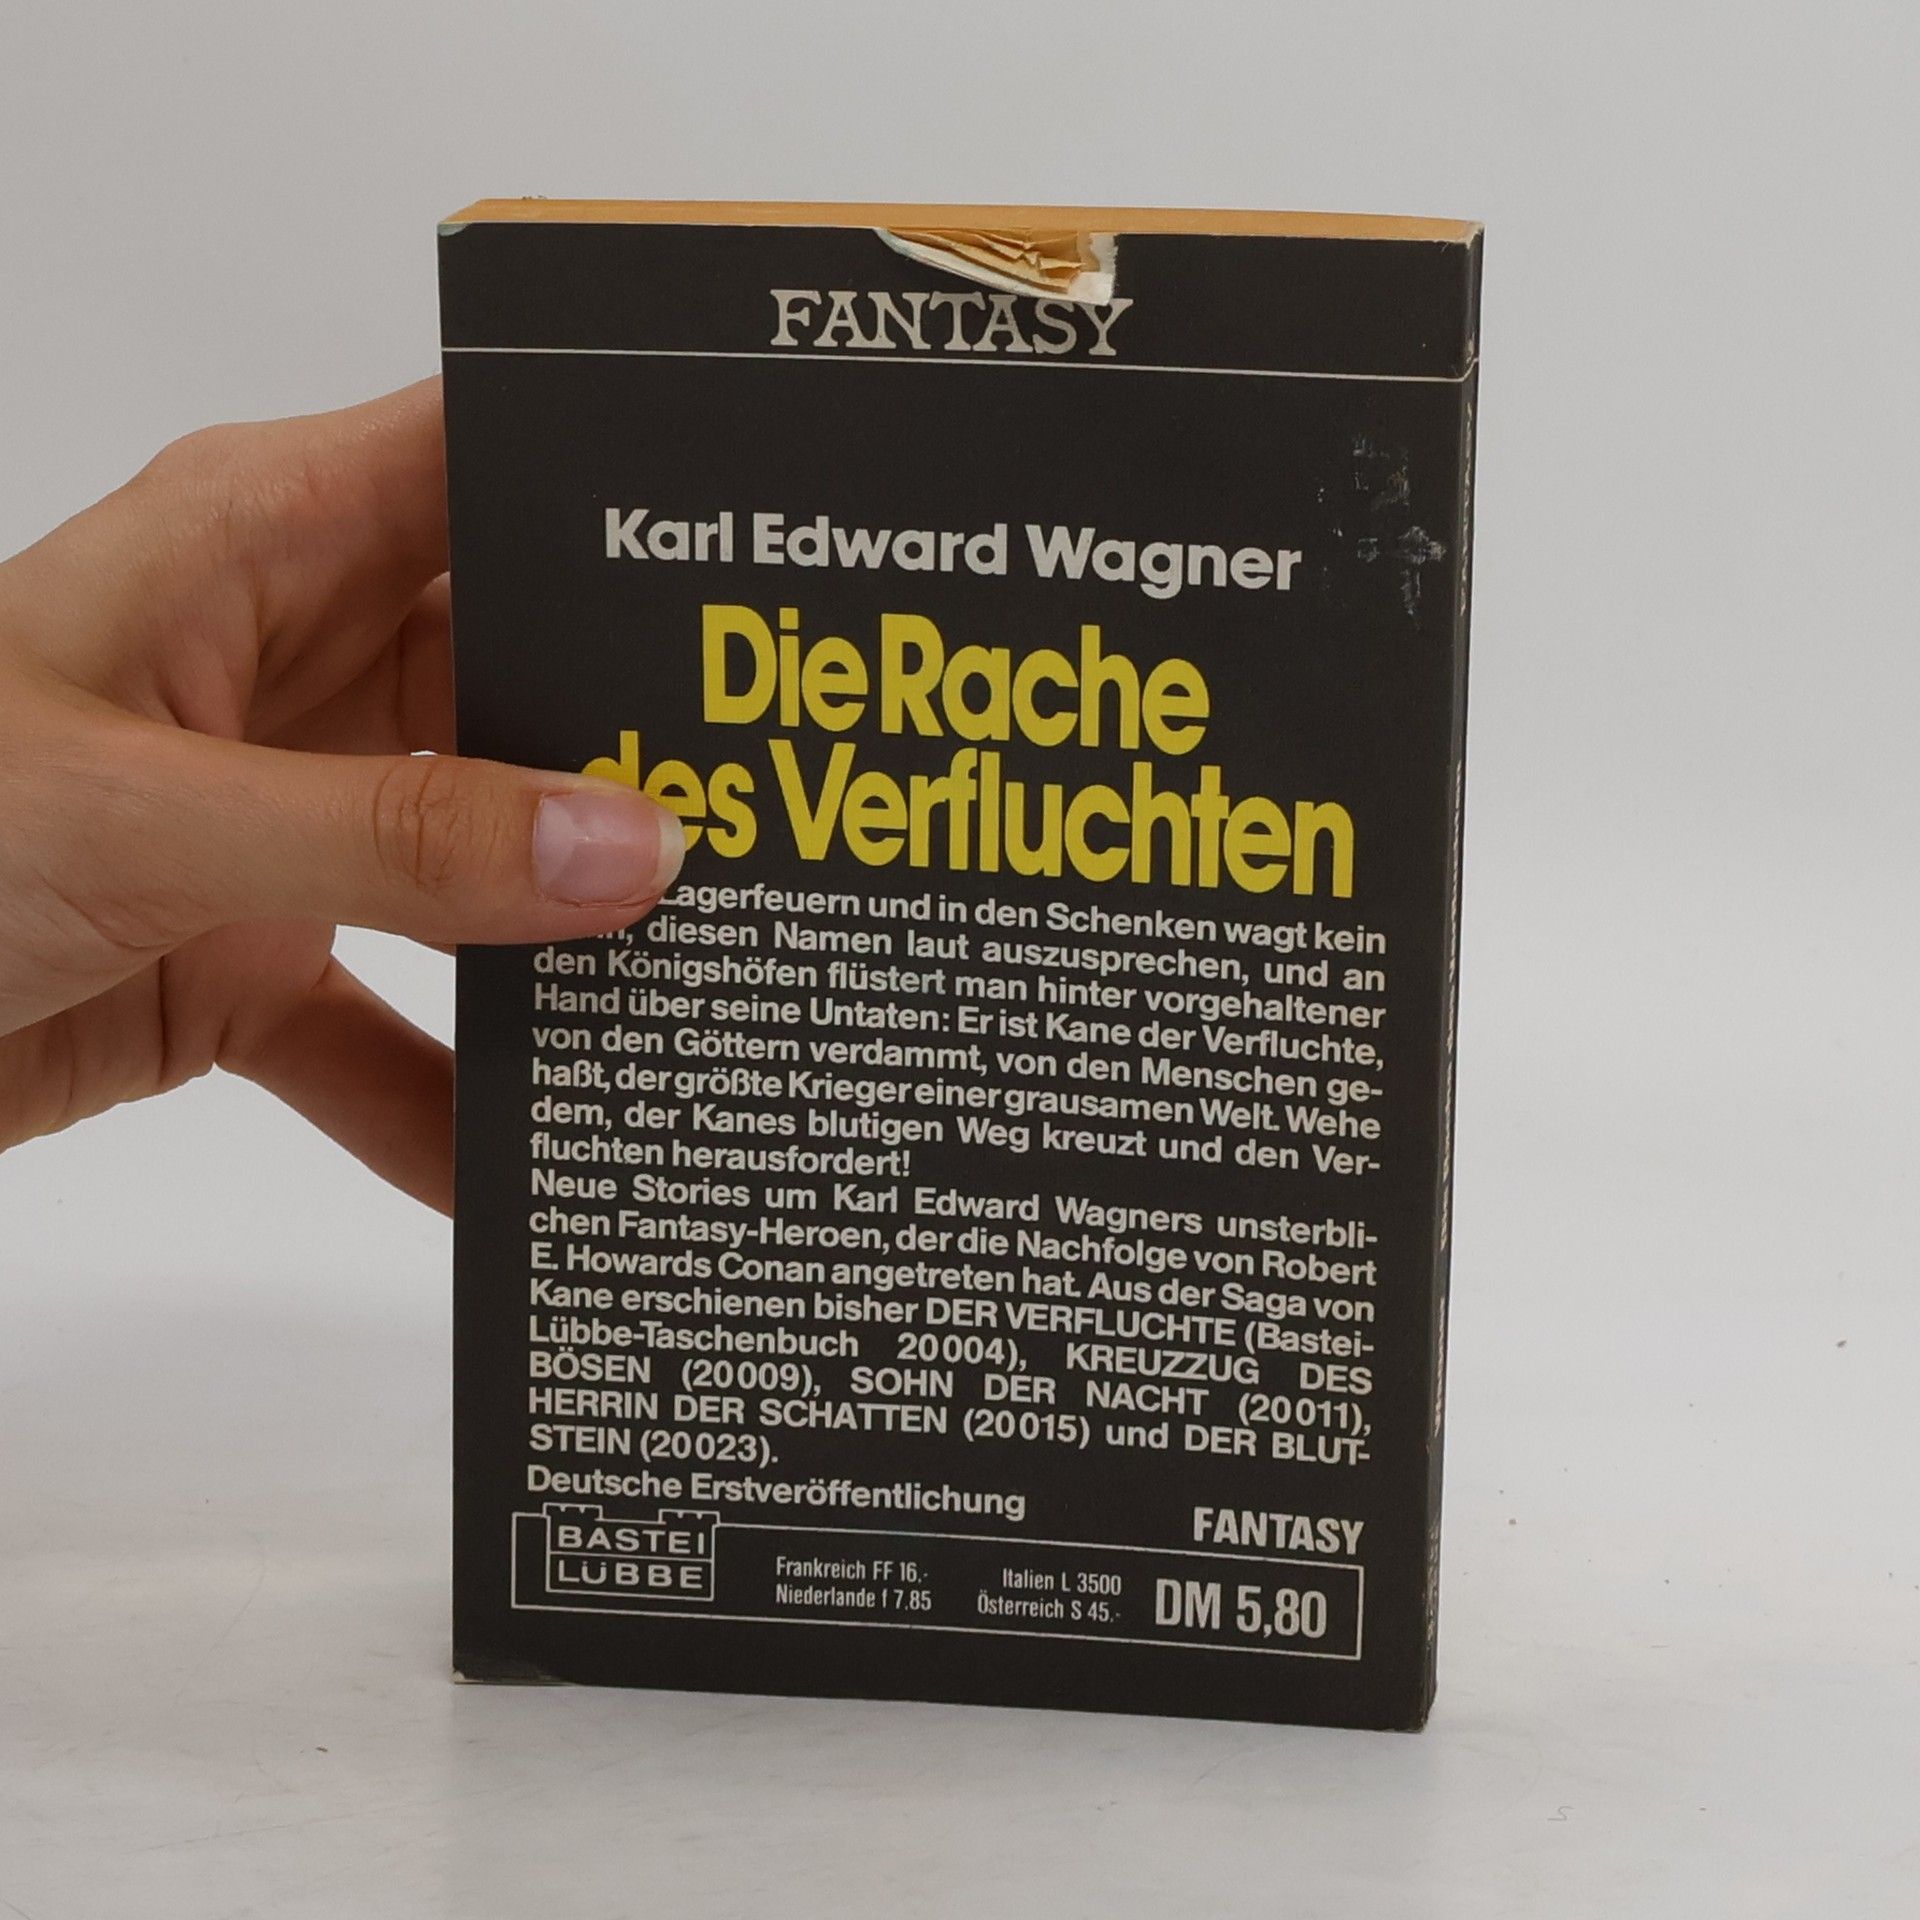 FANTASY
Karl Edward Wagner
Die Rache
des Verfluchten
Lagerfeuern und in den Schenken wagt kein
diesen Namen laut auszusprechen, und an
den Königshöfen flüstert man hinter vorgehaltener
Hand über seine Untaten: Er ist Kane der Verfluchte,
von den Göttern verdammt, von den Menschen ge-
haßt, der größte Krieger einer grausamen Welt. Wehe
dem, der Kanes blutigen Weg kreuzt und den Ver-
fluchten herausfordert!
Neue Stories um Karl Edward Wagners unsterbli-
chen Fantasy-Heroen, der die Nachfolge von Robert
E. Howards Conan angetreten hat. Aus der Saga von
Kane erschienen bisher DER VERFLUCHTE (Bastei-
Lübbe-Taschenbuch 20004), KREUZZUG DES
BÖSEN (20009), SOHN DER NACHT (20011),
HERRIN DER SCHATTEN (20015) und DER BLUT-
STEIN (20023).
Deutsche Erstveröffentlichung
FANTASY
BASTEI
LÜBBE
Frankreich FF 16,-
Niederlande f 7,85
Italien L 3500
Österreich S 45.-
DM 5,80